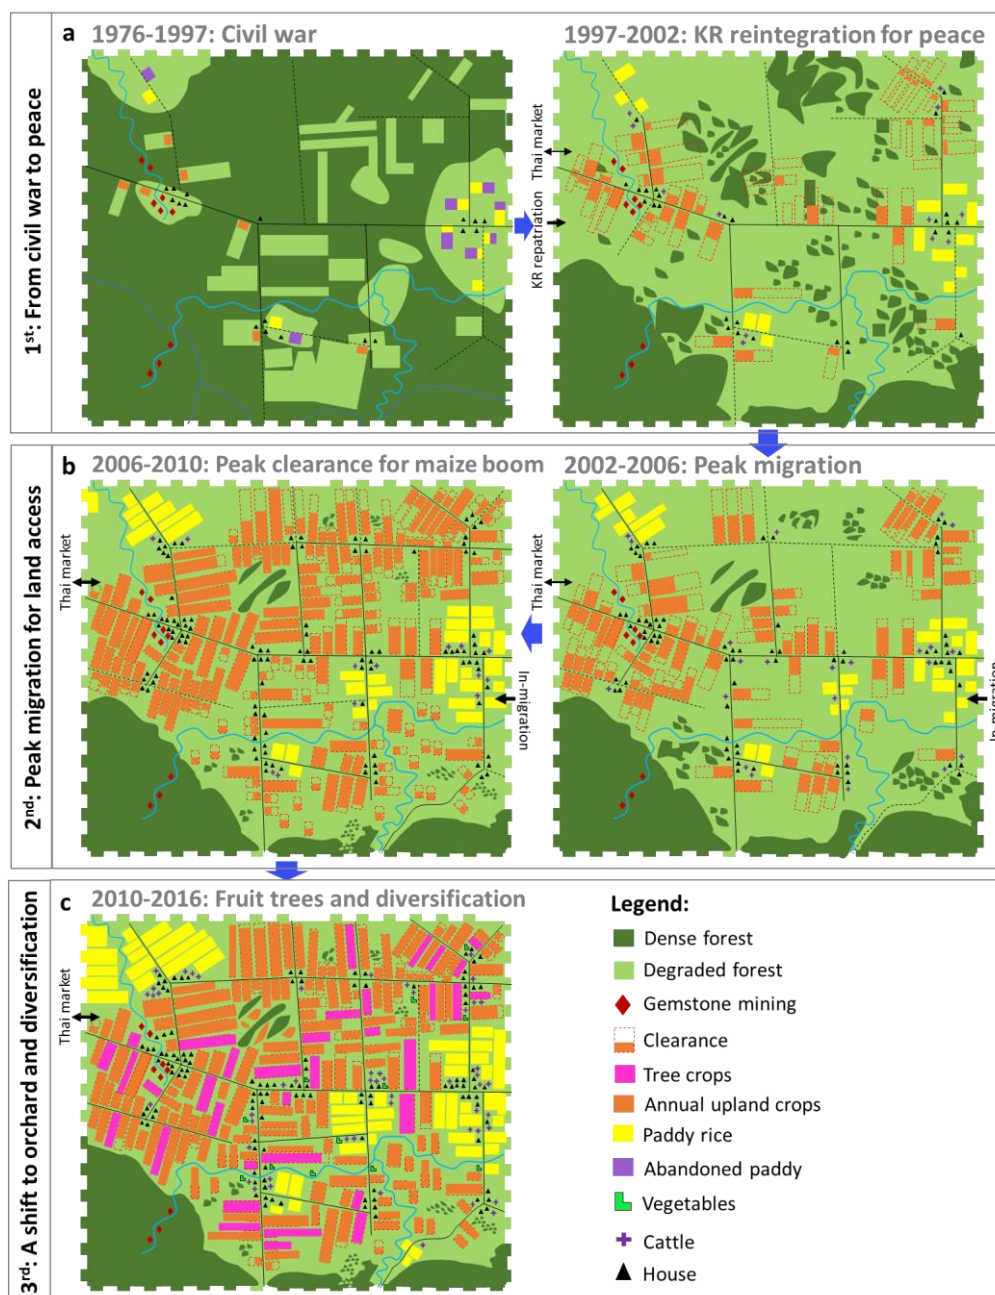 1st: From civil war to peace
a 1976-1997: Civil war
1997-2002: KR reintegration for peace
Thai market
KR repatriation
2nd: Peak migration for land access
b 2006-2010: Peak clearance for maize boom
2002-2006: Peak migration
Thai market
In-migration
Thai market
In-migration
3rd: A shift to orchard and diversification
c 2010-2016: Fruit trees and diversification
Thai market
Legend:
Dense forest
Degraded forest
Gemstone mining
Clearance
Tree crops
Annual upland crops
Paddy rice
Abandoned paddy
Vegetables
Cattle
House